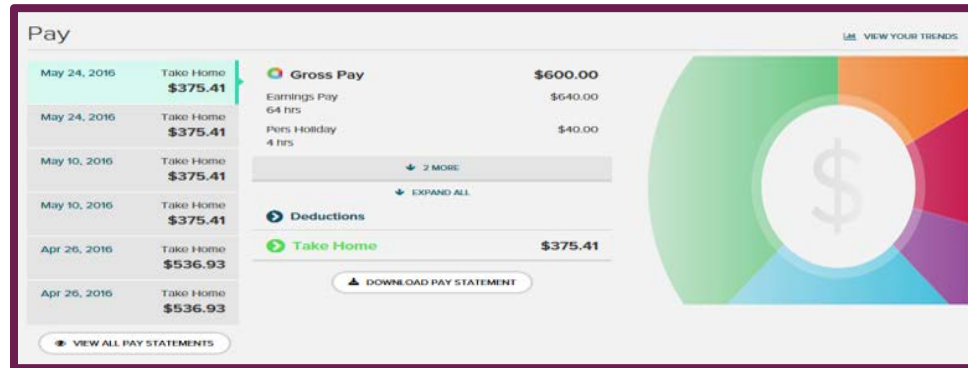 Pay
VIEW YOUR TRENDS
May 24, 2016 Take Home
$375.41
May 24, 2016 Take Home
$375.41
May 10, 2016 Take Home
$375.41
May 10, 2016 Take Home
$375.41
Apr 26, 2016 Take Home
$536.93
Apr 26, 2016 Take Home
$536.93
VIEW ALL PAY STATEMENTS
Gross Pay $600.00
Earnings Pay $640.00
64 hrs
Pers Holiday $40.00
4 hrs
2 MORE
EXPAND ALL
Deductions
Take Home $375.41
DOWNLOAD PAY STATEMENT
$